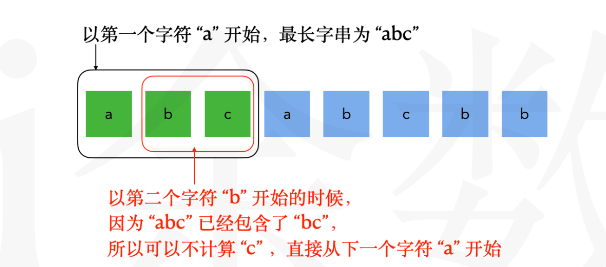 以第一个字符“a”开始，最长字串为“abc”
a b c a b c b b
以第二个字符“b”开始的时候，
因为“abc”已经包含了“bc”，
所以可以不计算“c”，直接从下一个字符“a”开始